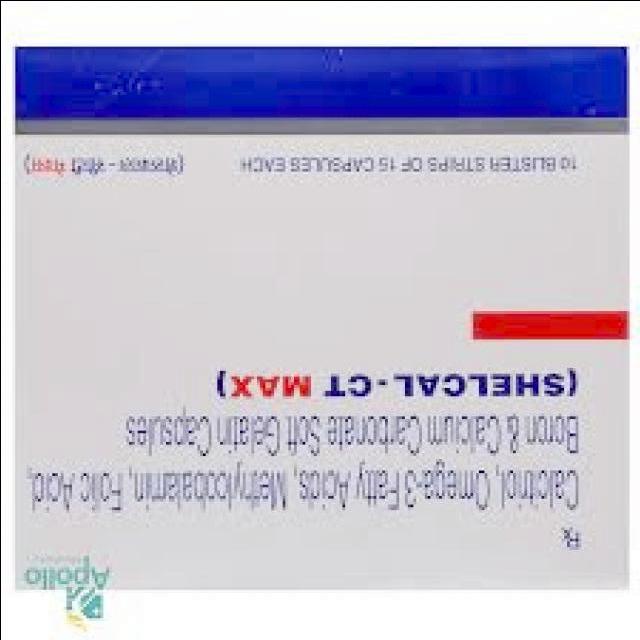 Rx
Calcitriol, Omega-3 Fatty Acids, Methylcobalamin, Folic Acid,
Boron & Calcium Carbonate Soft Gelatin Capsules
(SHELCAL-CT MAX)
10 BLISTER STRIPS OF 15 CAPSULES EACH
Apollo